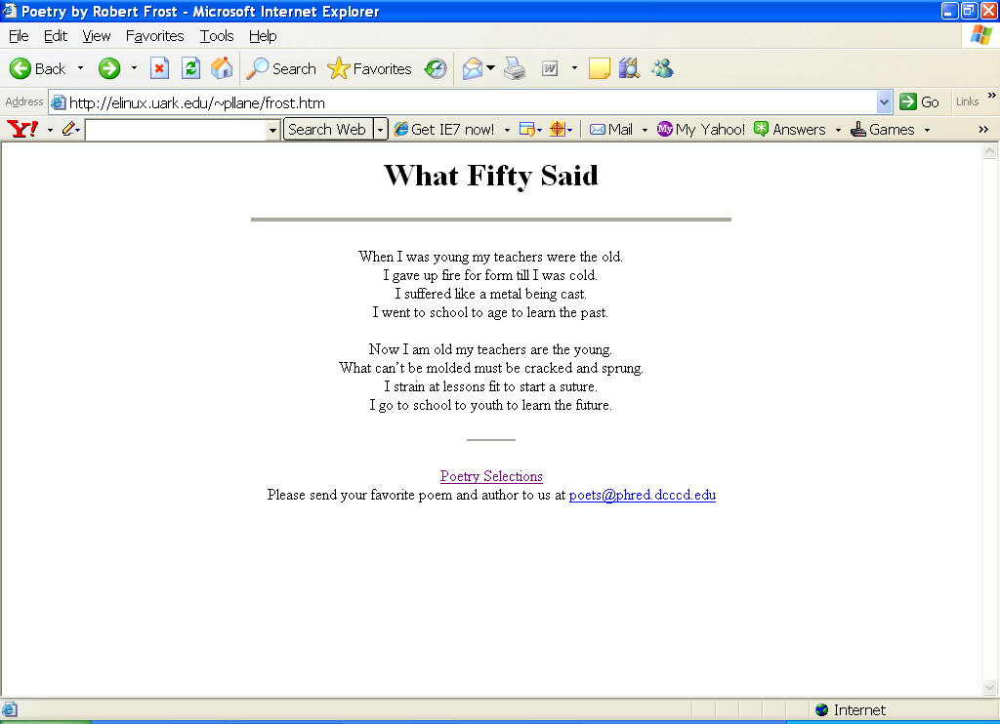 Poetry by Robert Frost - Microsoft Internet Explorer
File Edit View Favorites Tools Help
Back Search Favorites W
Address http://elinux.uark.edu/~pllane/frost.htm Go Links »
Y! Search Web Get IE7 now! Mail My My Yahoo! Answers Games »
What Fifty Said
When I was young my teachers were the old.
I gave up fire for form till I was cold.
I suffered like a metal being cast.
I went to school to age to learn the past.
Now I am old my teachers are the young.
What can't be molded must be cracked and sprung.
I strain at lessons fit to start a suture.
I go to school to youth to learn the future.
Poetry Selections
Please send your favorite poem and author to us at poets@phred.dcccd.edu
Internet